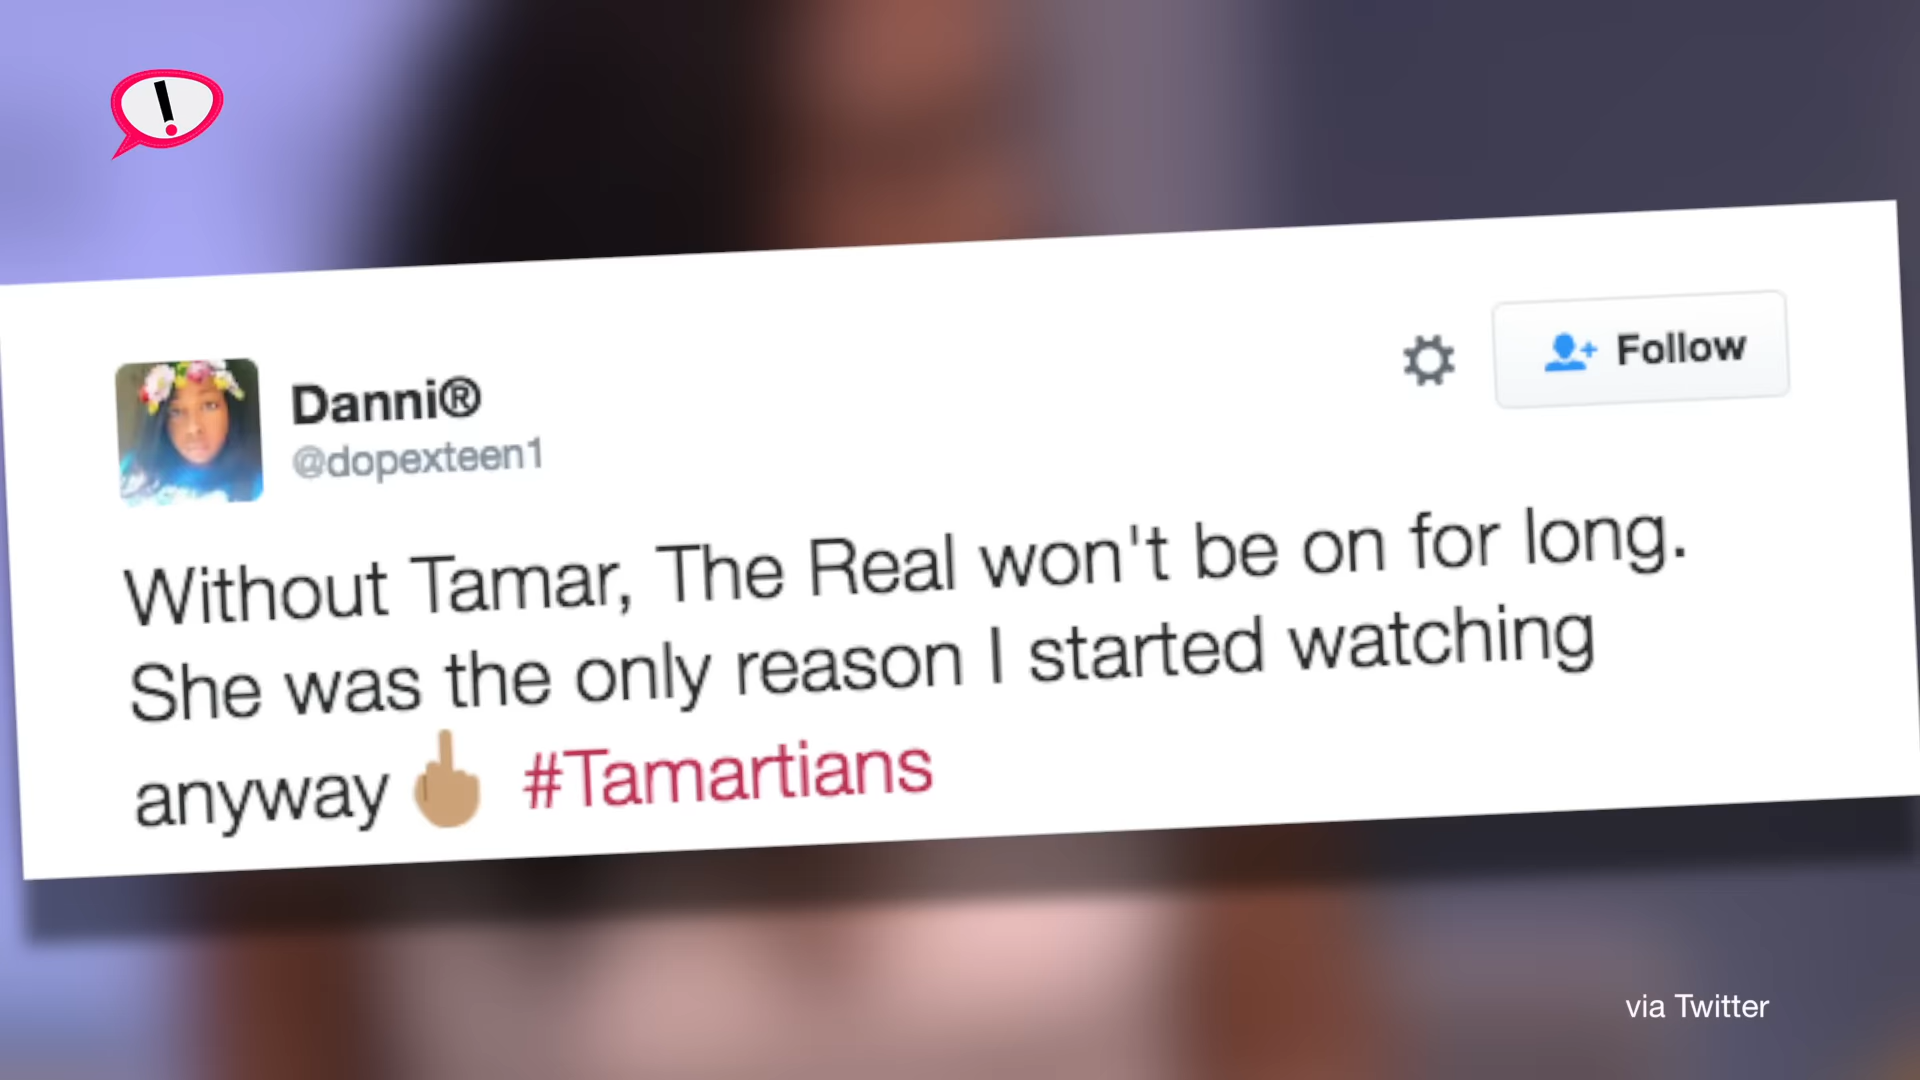 Danni®
@dopexteen1
Follow
Without Tamar, The Real won't be on for long.
She was the only reason I started watching
anyway🖕🏽 #Tamartians
via Twitter